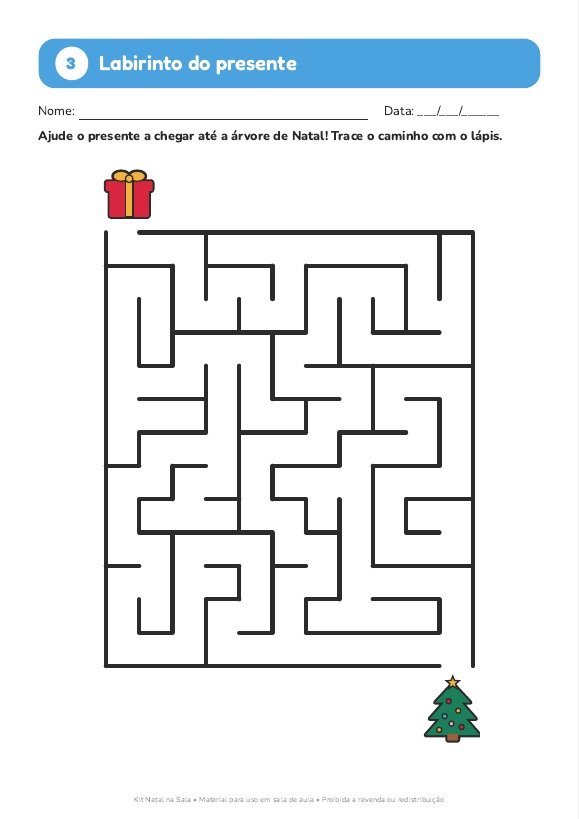 3 Labirinto do presente
Nome: ______________________ Data: ___/___/______
Ajude o presente a chegar até a árvore de Natal! Trace o caminho com o lápis.
Kit Natal na Sala • Material para uso em sala de aula • Proibida a revenda ou redistribuição